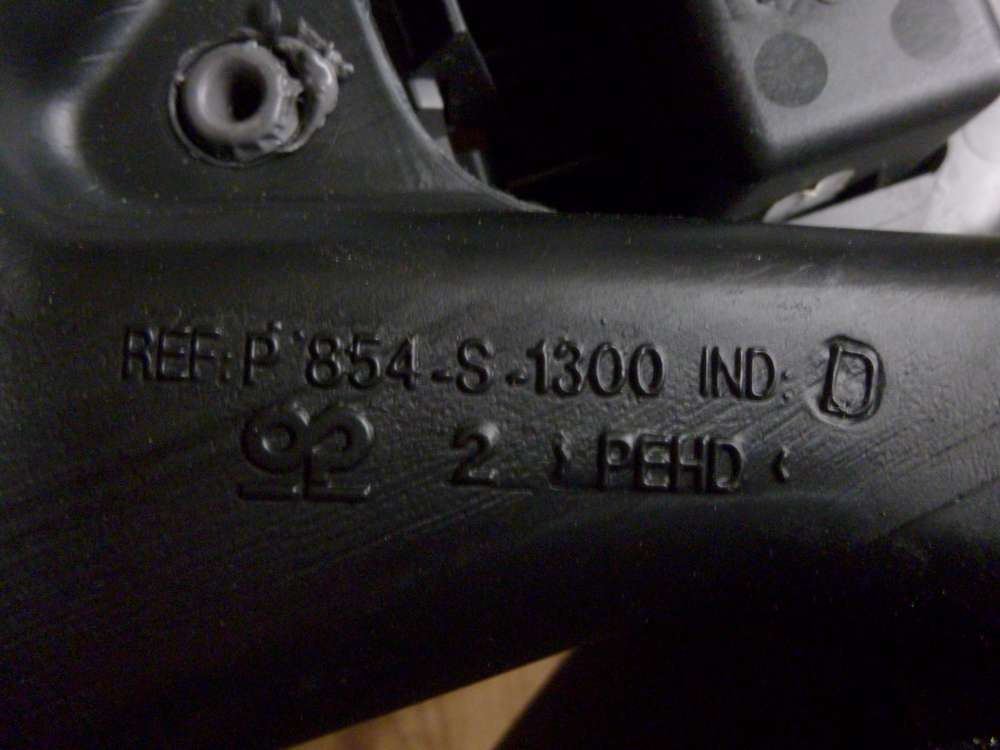 REF: P 854-S-1300 IND: D
2 > PEHD <